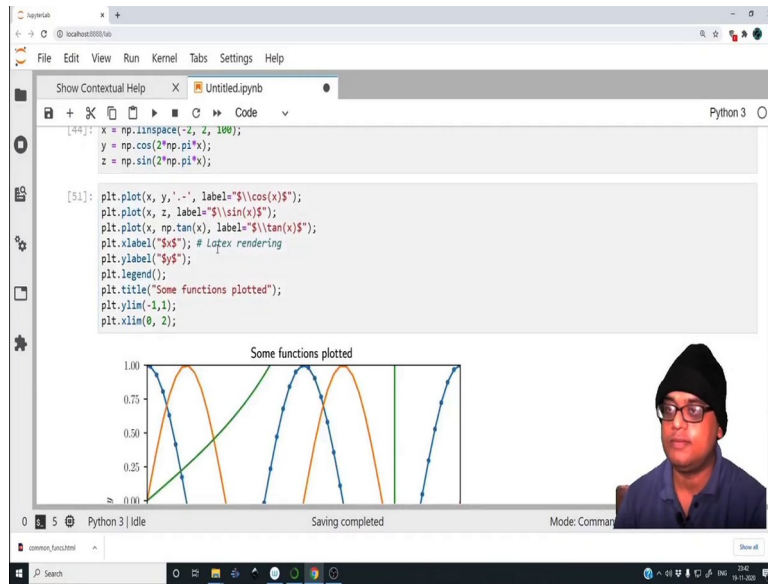 JupyterLab
localhost:8888/lab
File Edit View Run Kernel Tabs Settings Help
Show Contextual Help
Untitled.ipynb
Code
Python 3
[44]: x = np.linspace(-2, 2, 100);
y = np.cos(2*np.pi*x);
z = np.sin(2*np.pi*x);
[51]: plt.plot(x, y,'.-', label="$\\cos(x)$");
plt.plot(x, z, label="$\\sin(x)$");
plt.plot(x, np.tan(x), label="$\\tan(x)$");
plt.xlabel("$x$"); # Latex rendering
plt.ylabel("$y$");
plt.legend();
plt.title("Some functions plotted");
plt.ylim(-1,1);
plt.xlim(0, 2);
Some functions plotted
1.00
0.75
0.50
0.25
0.00
y
0 $_ 5 Python 3 | Idle Saving completed Mode: Comman
common_funcs.html
Show all
Search
ENG
23:42
19-11-2020